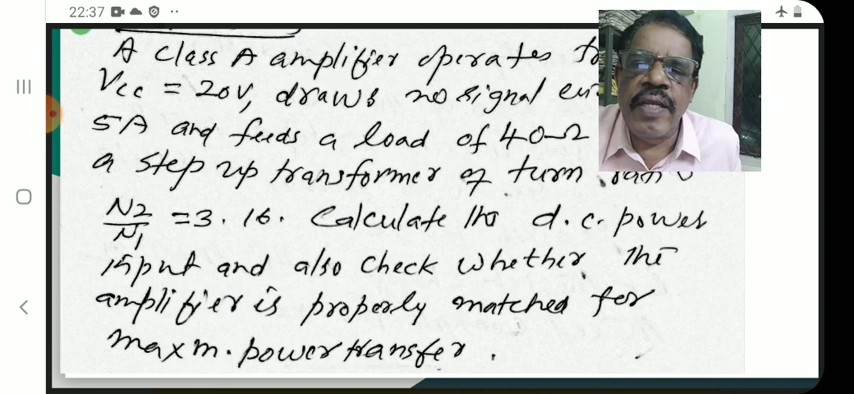 22:37
A class A amplifier operates
Vcc = 20V, draws no signal
5A and feeds a load of 40Ω
a step up transformer of turn
N2/N1 = 3.16. Calculate the d.c. power
input and also check whether the
amplifier is properly matched for
maxm. power transfer.